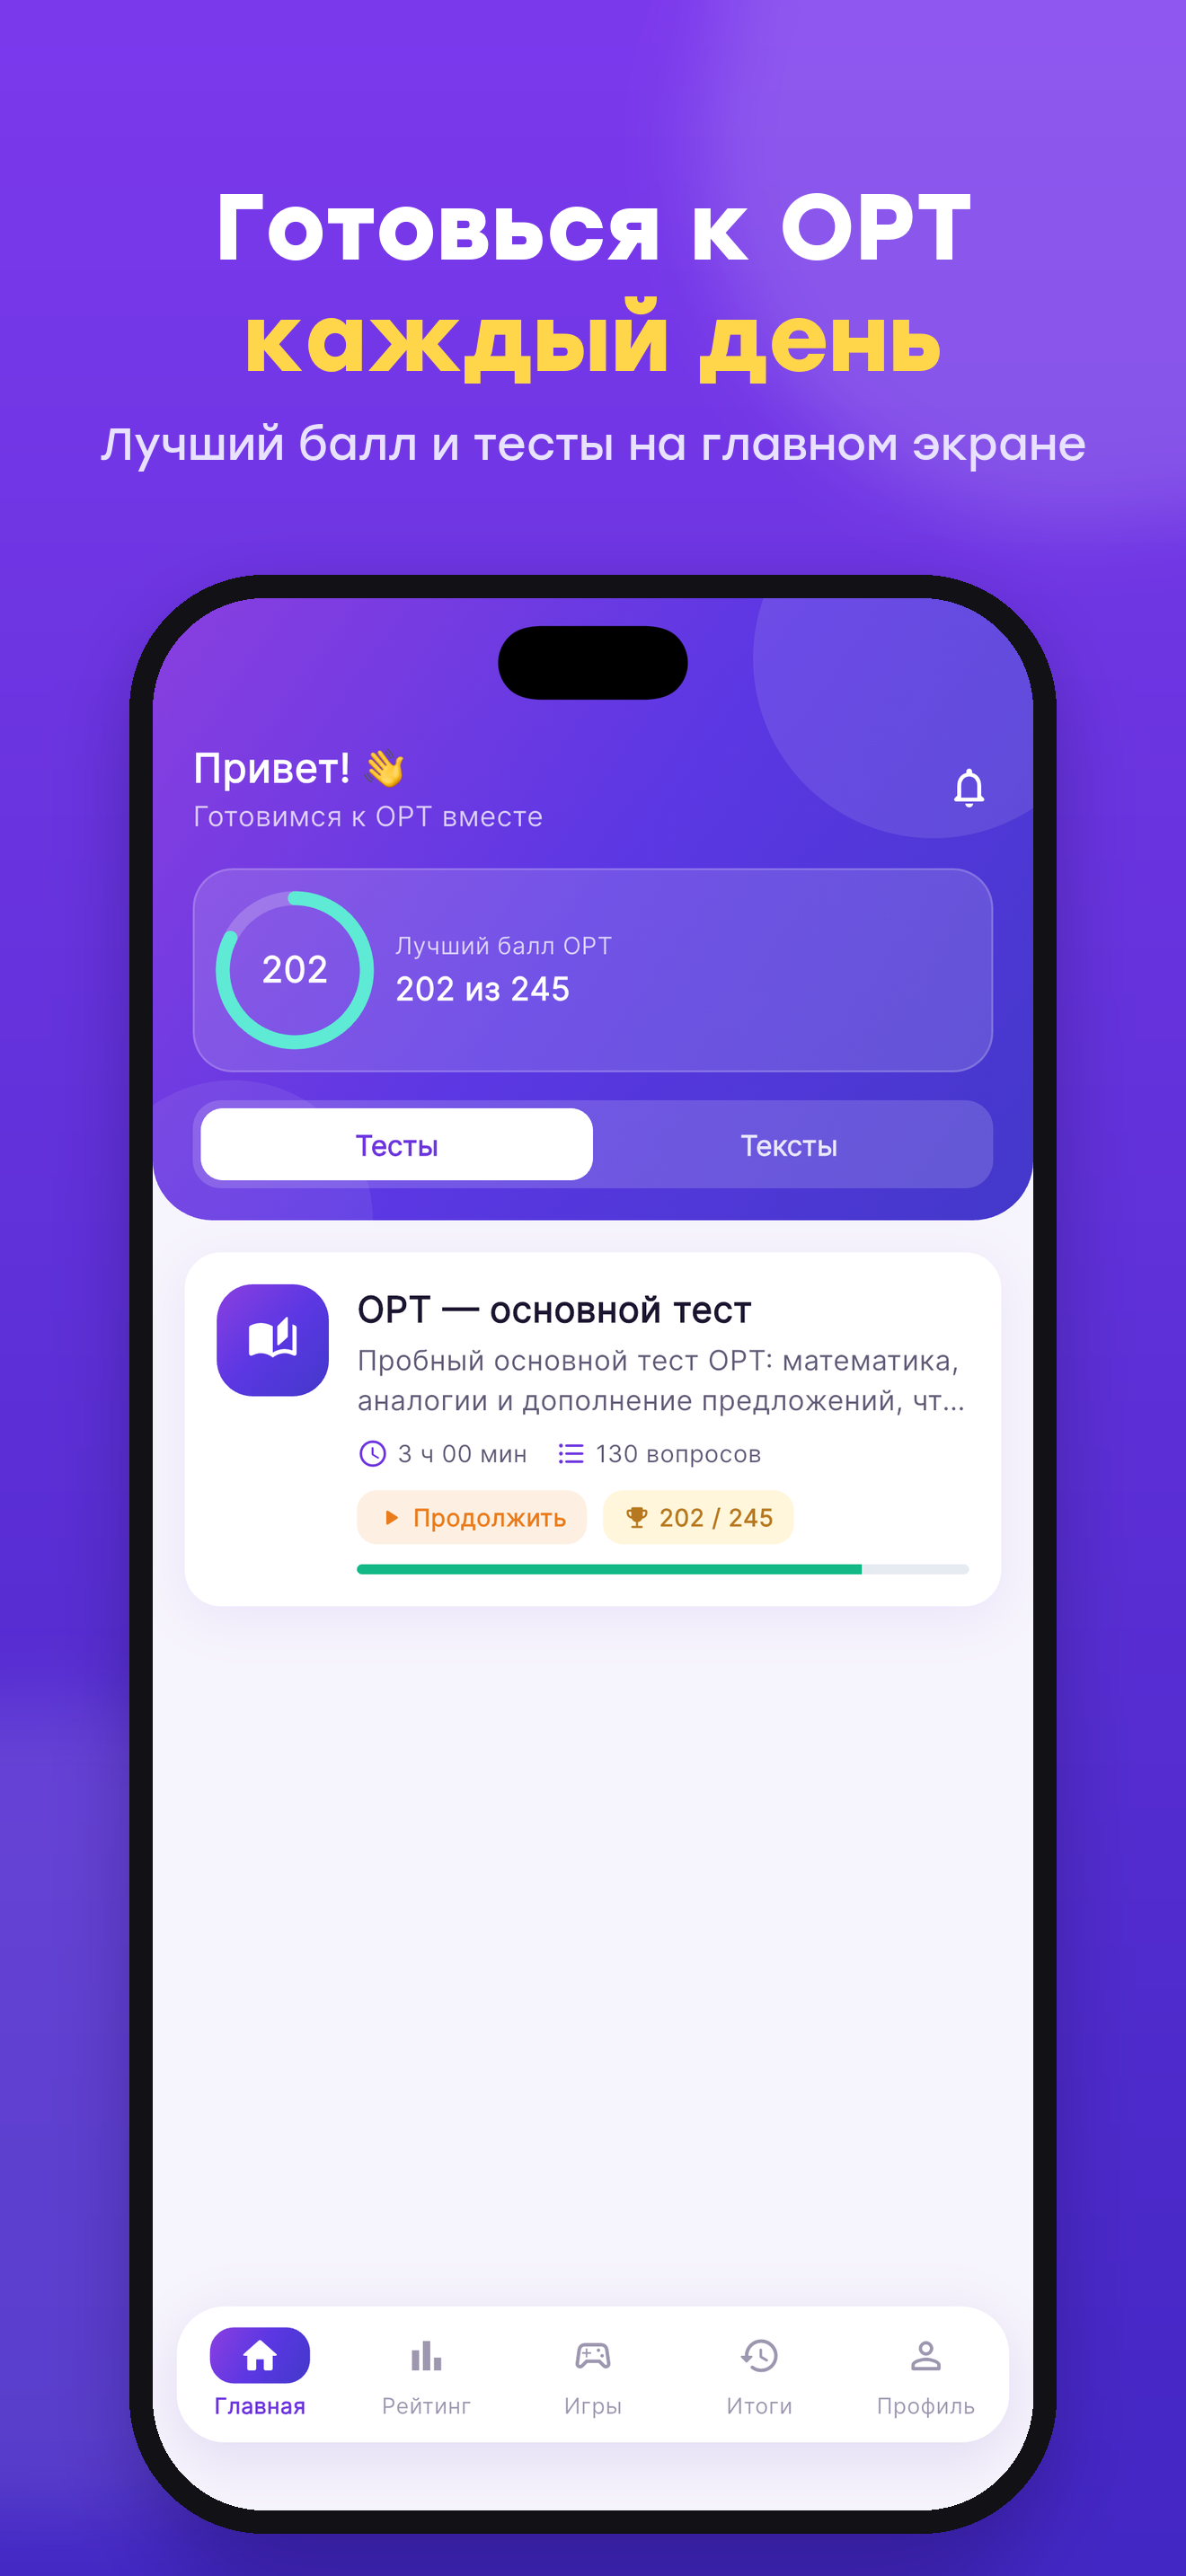 Готовься к ОРТ
каждый день
Лучший балл и тесты на главном экране
Привет! 👋
Готовимся к ОРТ вместе
202
Лучший балл ОРТ
202 из 245
Тесты
Тексты
ОРТ — основной тест
Пробный основной тест ОРТ: математика,
аналогии и дополнение предложений, чт...
3 ч 00 мин
130 вопросов
Продолжить
202 / 245
Главная
Рейтинг
Игры
Итоги
Профиль